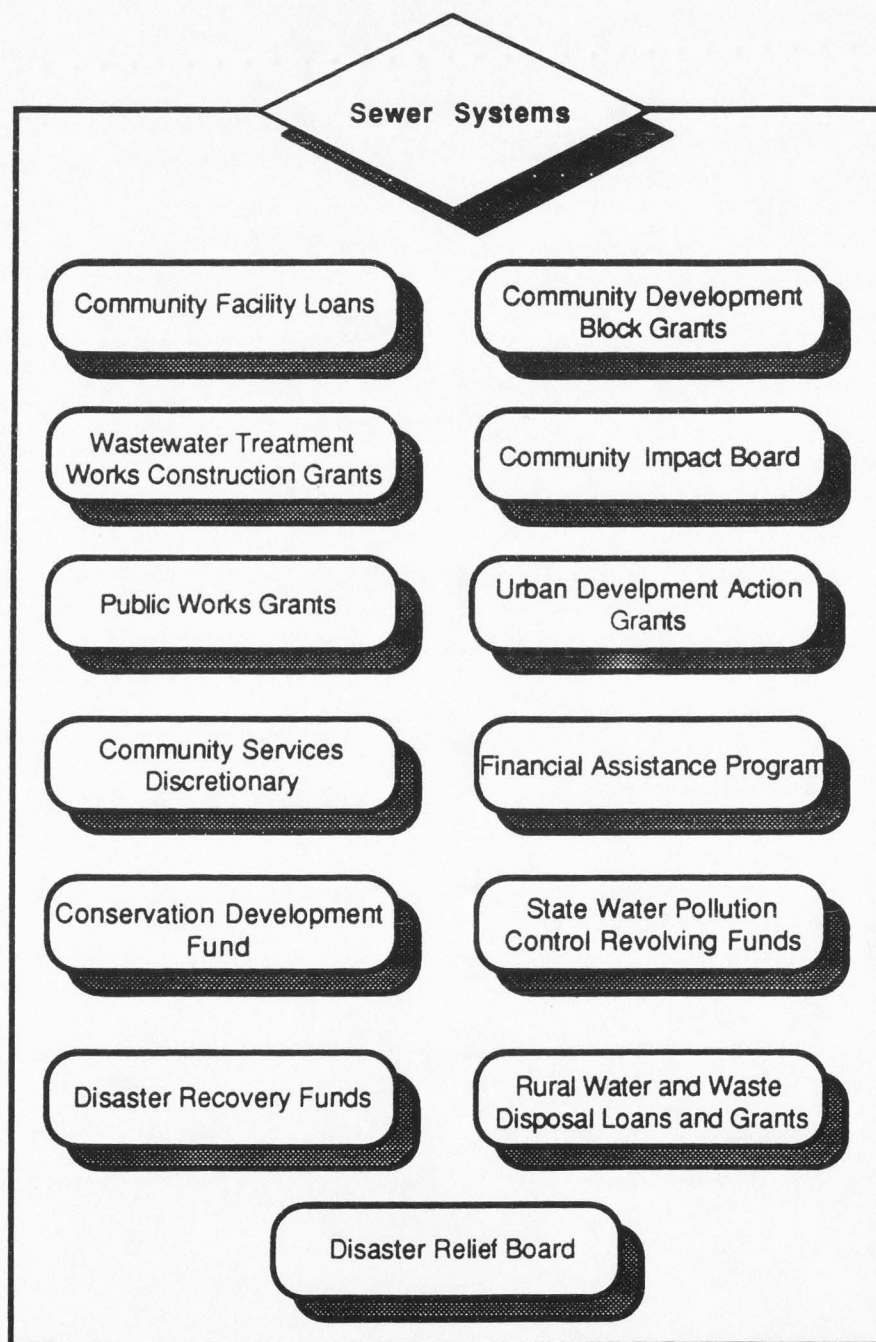 Sewer Systems
Community Facility Loans
Community Development
Block Grants
Wastewater Treatment
Works Construction Grants
Community Impact Board
Public Works Grants
Urban Develpment Action
Grants
Community Services
Discretionary
Financial Assistance Program
Conservation Development
Fund
State Water Pollution
Control Revolving Funds
Disaster Recovery Funds
Rural Water and Waste
Disposal Loans and Grants
Disaster Relief Board